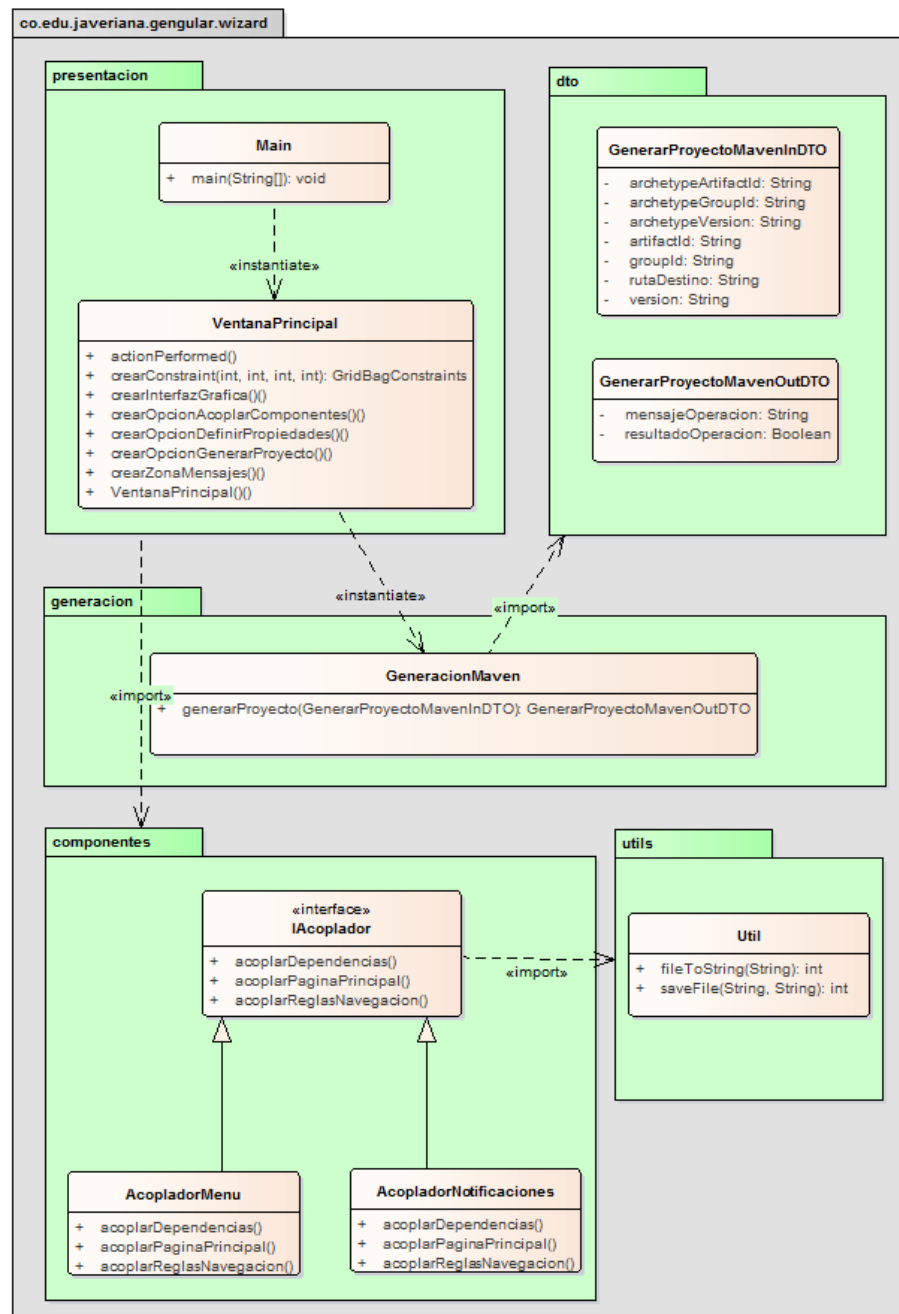 co.edu.javeriana.gengular.wizard
presentacion
Main
+ main(String[]): void
«instantiate»
VentanaPrincipal
+ actionPerformed()
+ crearConstraint(int, int, int, int): GridBagConstraints
+ crearInterfazGrafica()()
+ crearOpcionAcoplarComponentes()()
+ crearOpcionDefinirPropiedades()()
+ crearOpcionGenerarProyecto()()
+ crearZonaMensajes()()
+ VentanaPrincipal()()
dto
GenerarProyectoMavenInDTO
- archetypeArtifactId: String
- archetypeGroupId: String
- archetypeVersion: String
- artifactId: String
- groupId: String
- rutaDestino: String
- version: String
GenerarProyectoMavenOutDTO
- mensajeOperacion: String
- resultadoOperacion: Boolean
«instantiate»
«import»
generacion
GeneracionMaven
+ generarProyecto(GenerarProyectoMavenInDTO): GenerarProyectoMavenOutDTO
«import»
componentes
«interface»
IAcoplador
+ acoplarDependencias()
+ acoplarPaginaPrincipal()
+ acoplarReglasNavegacion()
«import»
utils
Util
+ fileToString(String): int
+ saveFile(String, String): int
AcopladorMenu
+ acoplarDependencias()
+ acoplarPaginaPrincipal()
+ acoplarReglasNavegacion()
AcopladorNotificaciones
+ acoplarDependencias()
+ acoplarPaginaPrincipal()
+ acoplarReglasNavegacion()